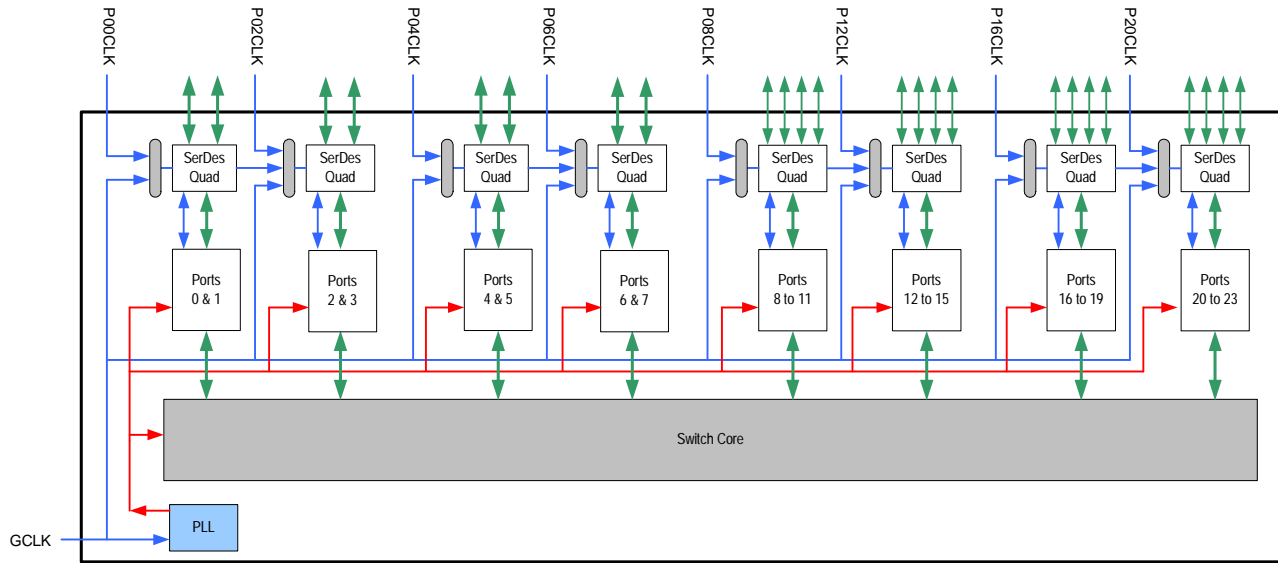 P00CLK
P02CLK
P04CLK
P06CLK
P08CLK
P12CLK
P16CLK
P20CLK
SerDes
Quad
SerDes
Quad
SerDes
Quad
SerDes
Quad
SerDes
Quad
SerDes
Quad
SerDes
Quad
SerDes
Quad
Ports
0 & 1
Ports
2 & 3
Ports
4 & 5
Ports
6 & 7
Ports
8 to 11
Ports
12 to 15
Ports
16 to 19
Ports
20 to 23
Switch Core
PLL
GCLK